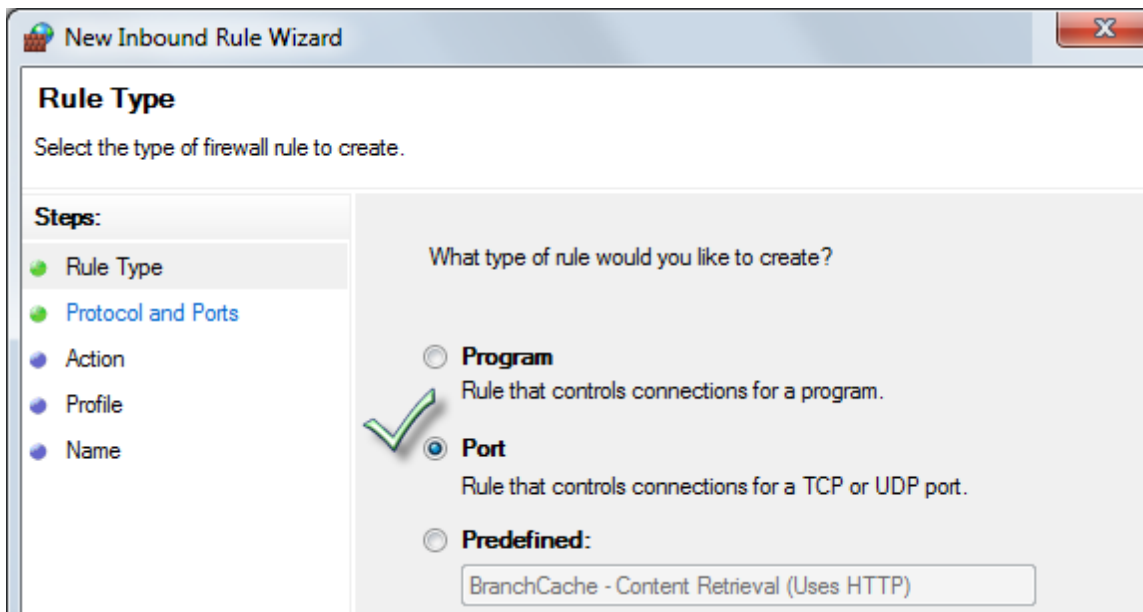 New Inbound Rule Wizard
Rule Type
Select the type of firewall rule to create.
Steps:
Rule Type
Protocol and Ports
Action
Profile
Name
What type of rule would you like to create?
Program
Rule that controls connections for a program.
Port
Rule that controls connections for a TCP or UDP port.
Predefined:
BranchCache - Content Retrieval (Uses HTTP)